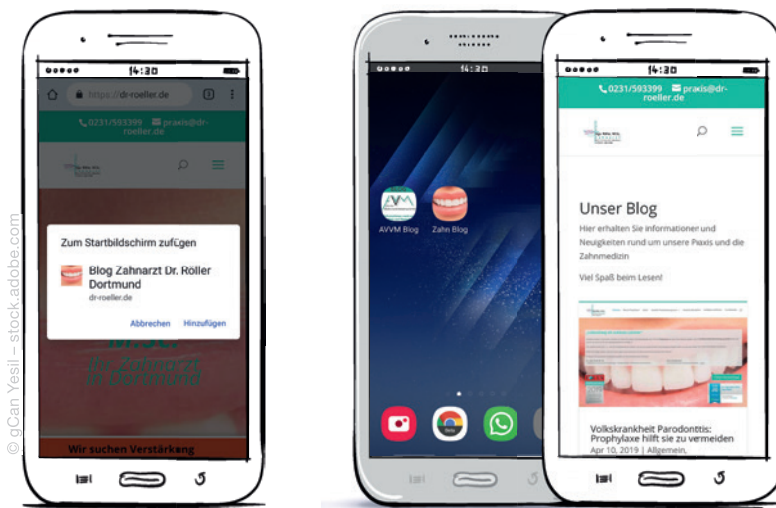 © gCan Yesil – stock.adobe.com
14:30
https://dr-roeller.de
3
0231/593399 praxis@dr-
roeller.de
Zum Startbildschirm zufügen
Blog Zahnarzt Dr. Röller
Dortmund
dr-roeller.de
Abbrechen Hinzufügen
M.Sc.
Ihr Zahnarzt
in Dortmund
Wir suchen Verstärkung
14:30
AVVM Blog Zahn Blog
14:30
0231/593399 praxis@dr-
roeller.de
Unser Blog
Hier erhalten Sie Informationen und
Neuigkeiten rund um unsere Paxis und die
Zahnmedizin
Viel Spaß beim Lesen!
Volkskrankheit Parodonttis:
Prophylaxe hilft sie zu vermeiden
Apr 10, 2019 | Allgemein,